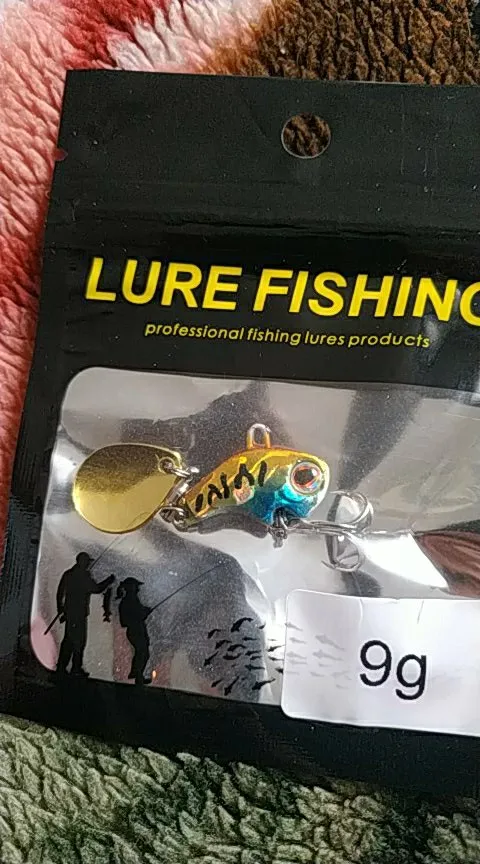 LURE FISHING
professional fishing lures products
9g